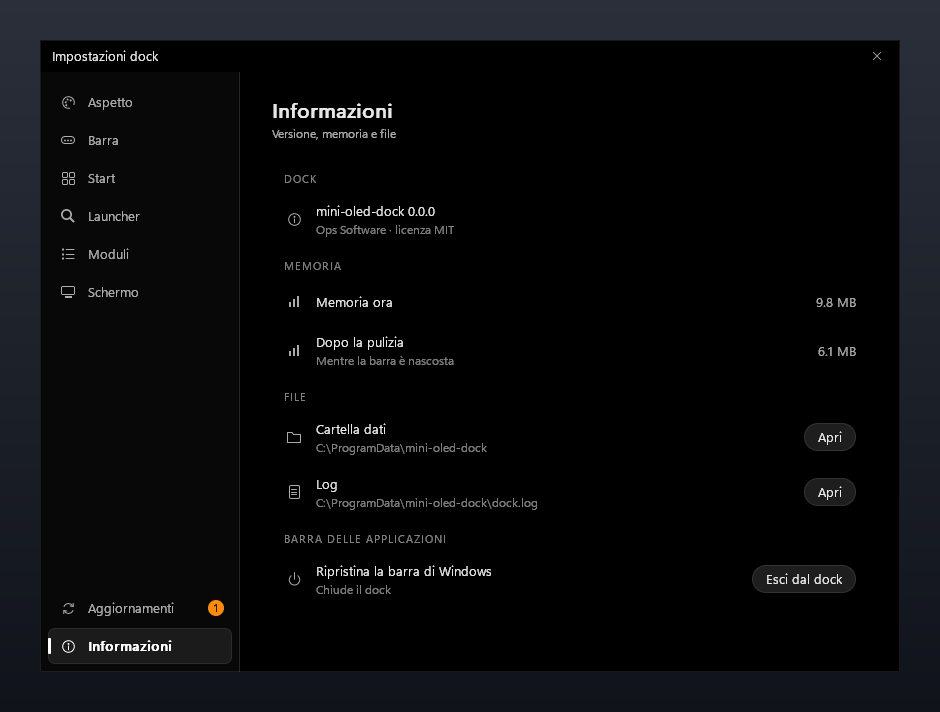 Impostazioni dock
Aspetto
Barra
Start
Launcher
Moduli
Schermo
Aggiornamenti
1
Informazioni
Informazioni
Versione, memoria e file
DOCK
mini-oled-dock 0.0.0
Ops Software · licenza MIT
MEMORIA
Memoria ora
9.8 MB
Dopo la pulizia
Mentre la barra è nascosta
6.1 MB
FILE
Cartella dati
C:\ProgramData\mini-oled-dock
Apri
Log
C:\ProgramData\mini-oled-dock\dock.log
Apri
BARRA DELLE APPLICAZIONI
Ripristina la barra di Windows
Chiude il dock
Esci dal dock